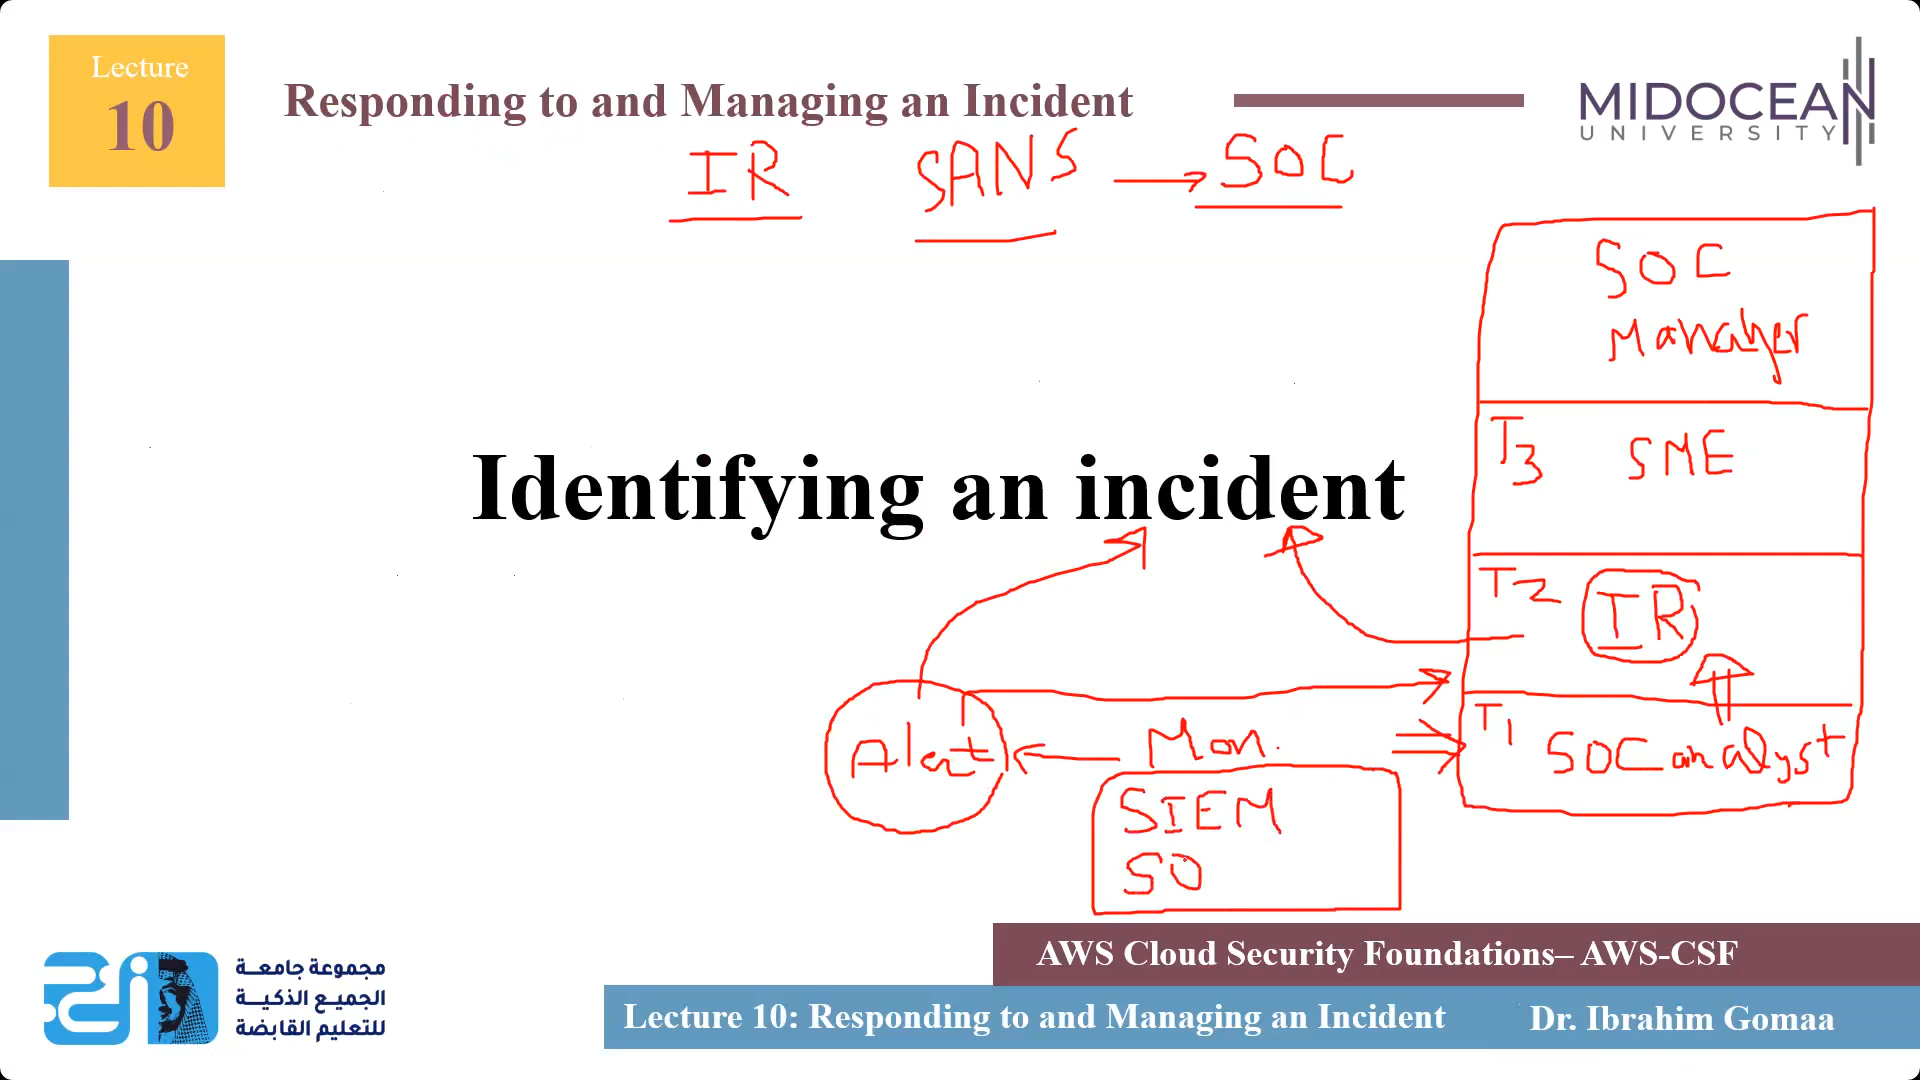 Lecture
10
Responding to and Managing an Incident
MIDOCEAN
UNIVERSITY
IR SANS SOC
SOC
Manager
T3 SME
Identifying an incident
T2 IR
T1 SOC analyst
Alert
Mon.
SIEM
SO
AWS Cloud Security Foundations– AWS-CSF
Lecture 10: Responding to and Managing an Incident Dr. Ibrahim Gomaa
مجموعة جامعة
الجميع الذكية
للتعليم القابضة